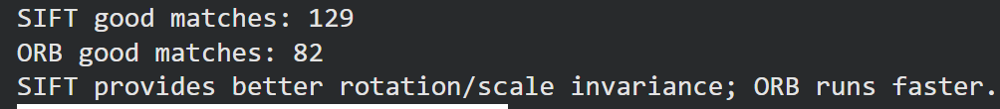 SIFT good matches: 129
ORB good matches: 82
SIFT provides better rotation/scale invariance; ORB runs faster.